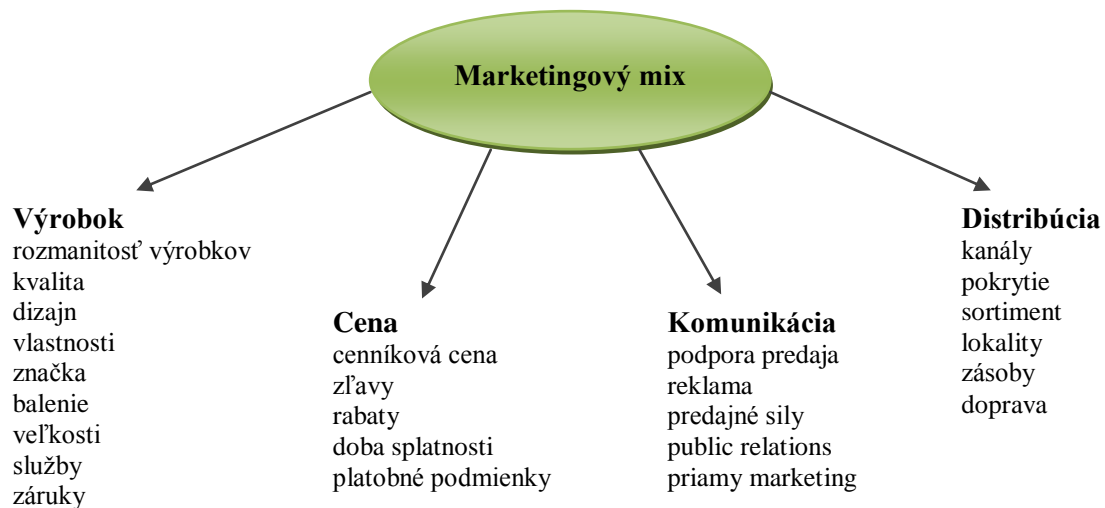 Marketingový mix
Výrobok
rozmanitosť výrobkov
kvalita
dizajn
vlastnosti
značka
balenie
veľkosti
služby
záruky
Cena
cenníková cena
zľavy
rabaty
doba splatnosti
platobné podmienky
Komunikácia
podpora predaja
reklama
predajné sily
public relations
priamy marketing
Distribúcia
kanály
pokrytie
sortiment
lokality
zásoby
doprava